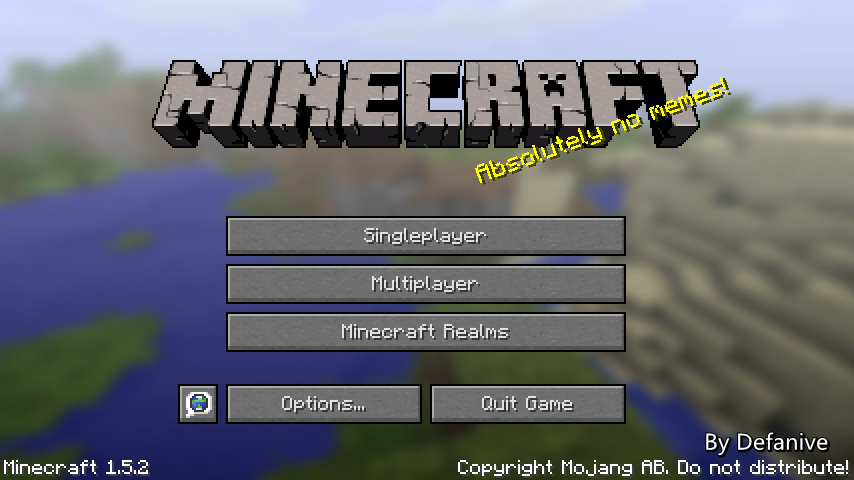 MINECRAFT
Absolutely no memes!
Singleplayer
Multiplayer
Minecraft Realms
Options...
Quit Game
By Defanive
Minecraft 1.5.2
Copyright Mojang AB. Do not distribute!